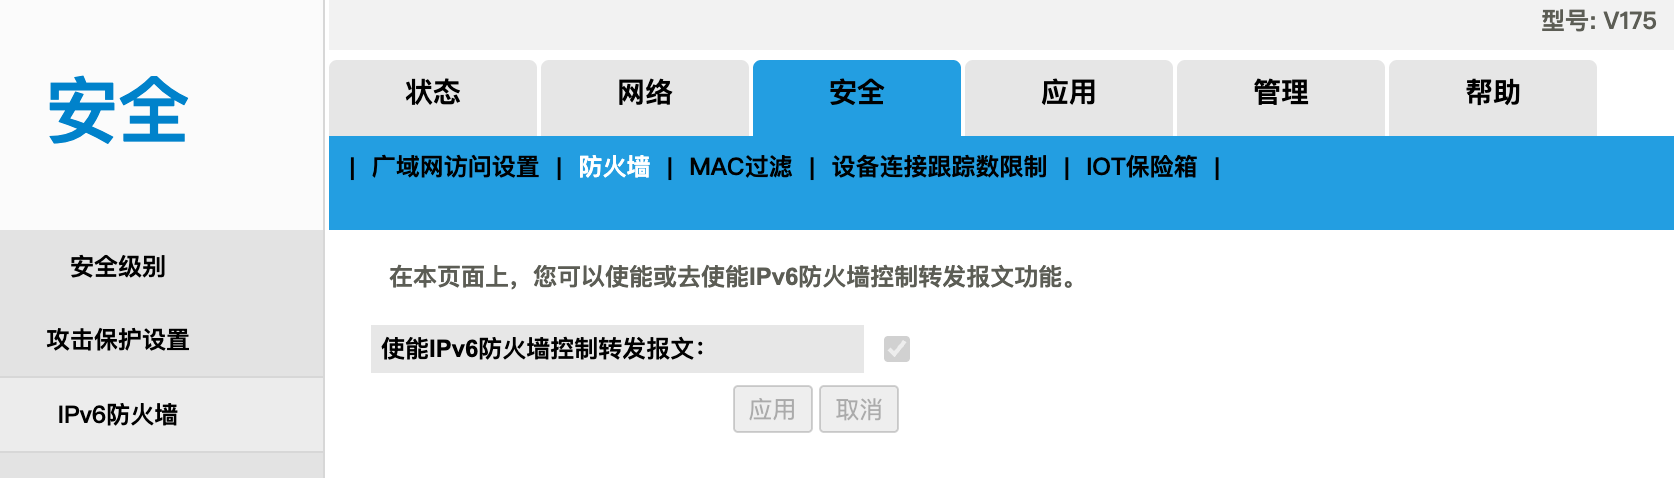 型号: V175
安全
状态 网络 安全 应用 管理 帮助
| 广域网访问设置 | 防火墙 | MAC过滤 | 设备连接跟踪数限制 | IOT保险箱 |
安全级别
攻击保护设置
IPv6防火墙
在本页面上，您可以使能或去使能IPv6防火墙控制转发报文功能。
使能IPv6防火墙控制转发报文：
应用 取消